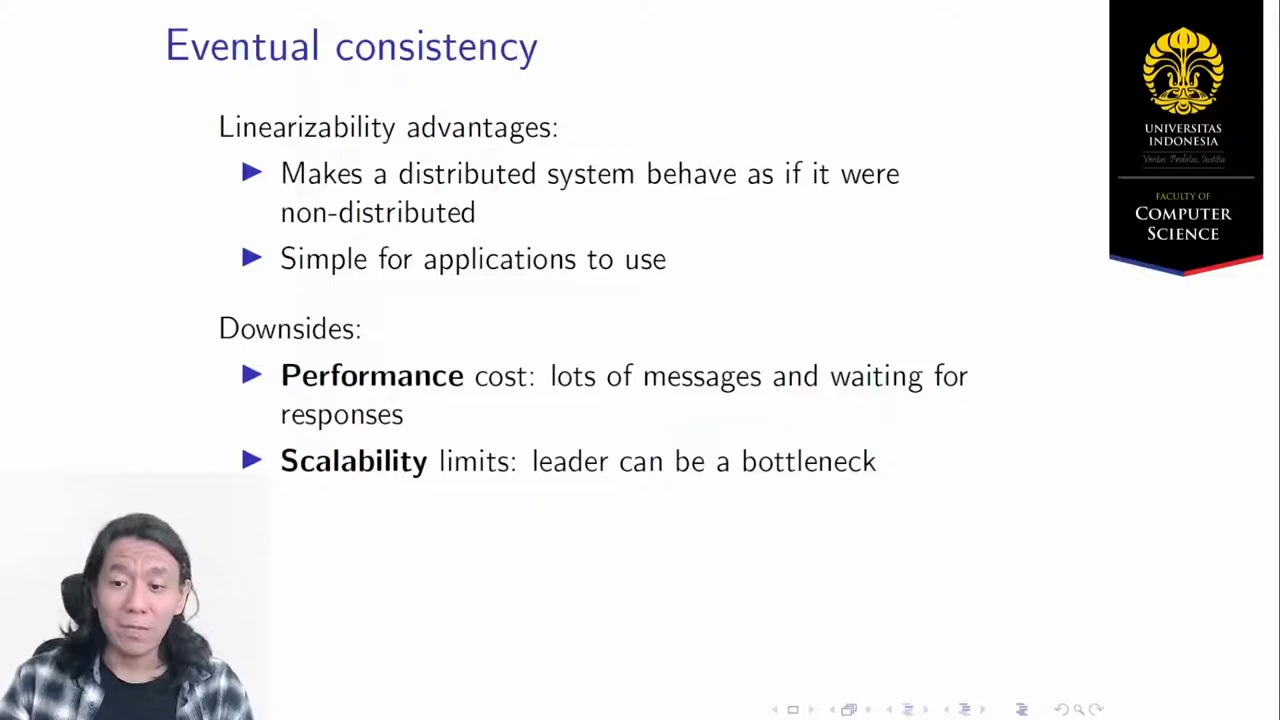 Eventual consistency
Linearizability advantages:
Makes a distributed system behave as if it were
non-distributed
Simple for applications to use
Downsides:
Performance cost: lots of messages and waiting for
responses
Scalability limits: leader can be a bottleneck
UNIVERSITAS
INDONESIA
Veritas, Probitas, Iustitia
FACULTY OF
COMPUTER
SCIENCE